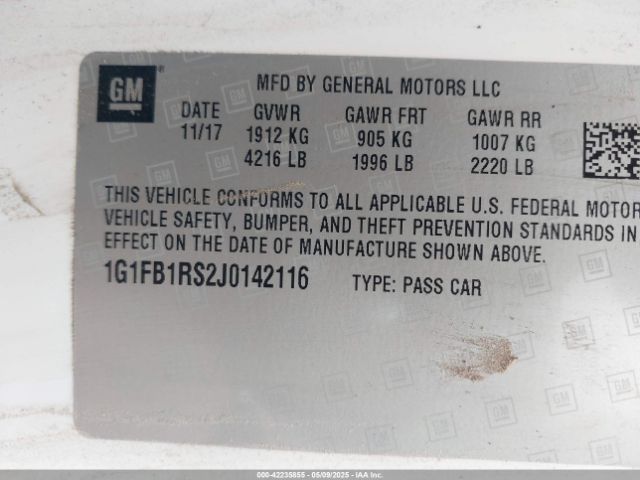 GM
MFD BY GENERAL MOTORS LLC
DATE GVWR GAWR FRT GAWR RR
11/17 1912 KG 905 KG 1007 KG
4216 LB 1996 LB 2220 LB
THIS VEHICLE CONFORMS TO ALL APPLICABLE U.S. FEDERAL MOTOR
VEHICLE SAFETY, BUMPER, AND THEFT PREVENTION STANDARDS IN
EFFECT ON THE DATE OF MANUFACTURE SHOWN ABOVE.
1G1FB1RS2J0142116 TYPE: PASS CAR
000-42235855 - 05/09/2025 - IAAI.COM